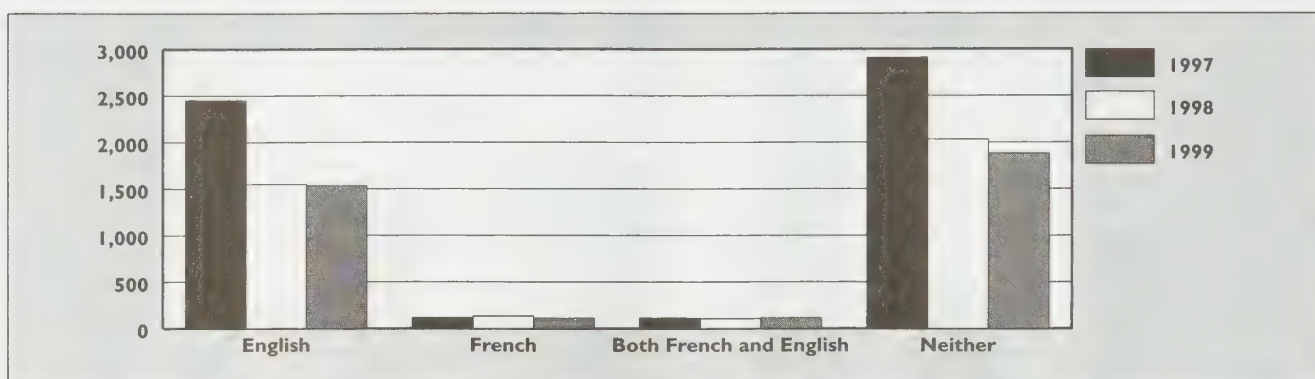 3,000
2,500
2,000
1,500
1,000
500
0
English
French
Both French and English
Neither
1997
1998
1999